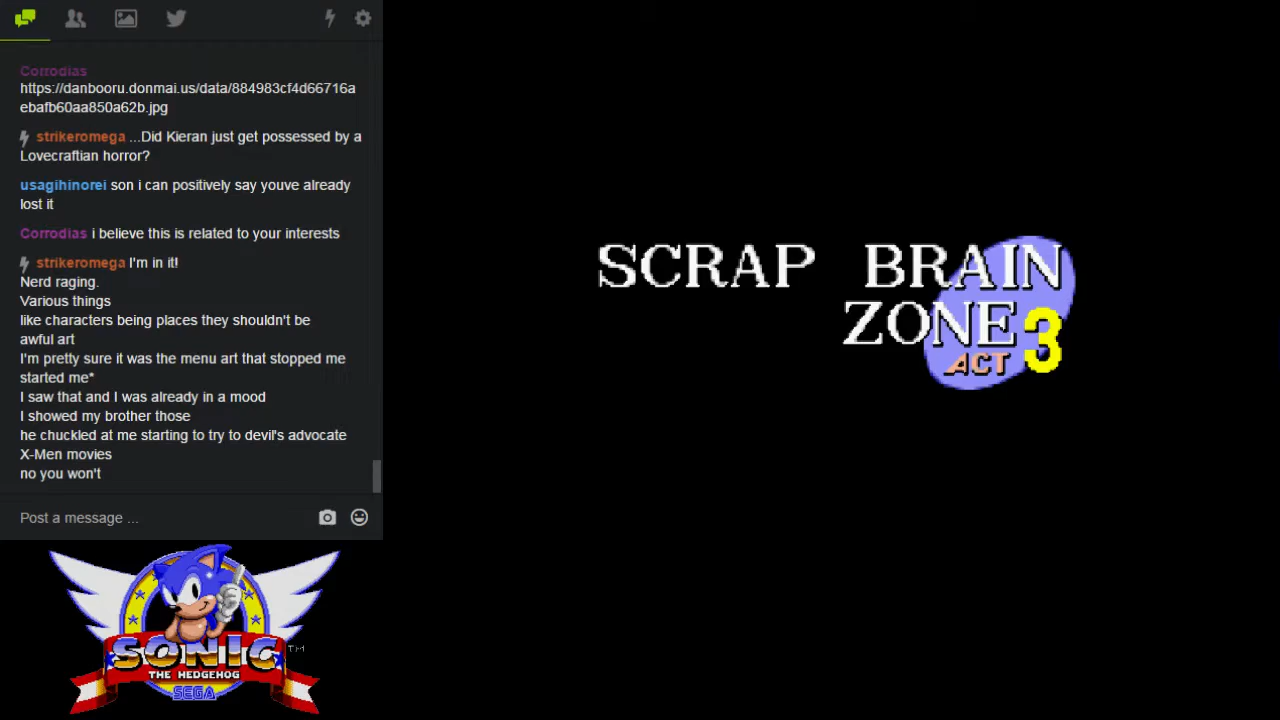 Corrodias
https://danbooru.donmai.us/data/884983cf4d66716a
ebafb60aa850a62b.jpg
strikeromega ...Did Kieran just get possessed by a
Lovecraftian horror?
usagihinorei son i can positively say youve already
lost it
Corrodias i believe this is related to your interests
strikeromega I'm in it!
Nerd raging.
Various things
like characters being places they shouldn't be
awful art
I'm pretty sure it was the menu art that stopped me
started me*
I saw that and I was already in a mood
I showed my brother those
he chuckled at me starting to try to devil's advocate
X-Men movies
no you won't
Post a message ...
SONIC TM
THE HEDGEHOG
SEGA
SCRAP BRAIN
ZONE
ACT 3